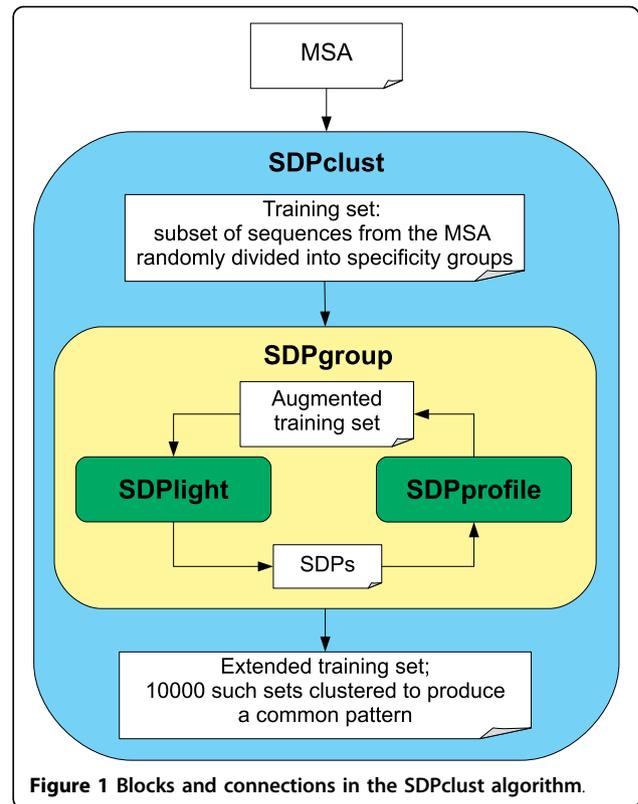 MSA
SDPclust
Training set:
subset of sequences from the MSA
randomly divided into specificity groups
SDPgroup
Augmented
training set
SDPlight
SDPprofile
SDPs
Extended training set;
10000 such sets clustered to produce
a common pattern
Figure 1 Blocks and connections in the SDPclust algorithm.